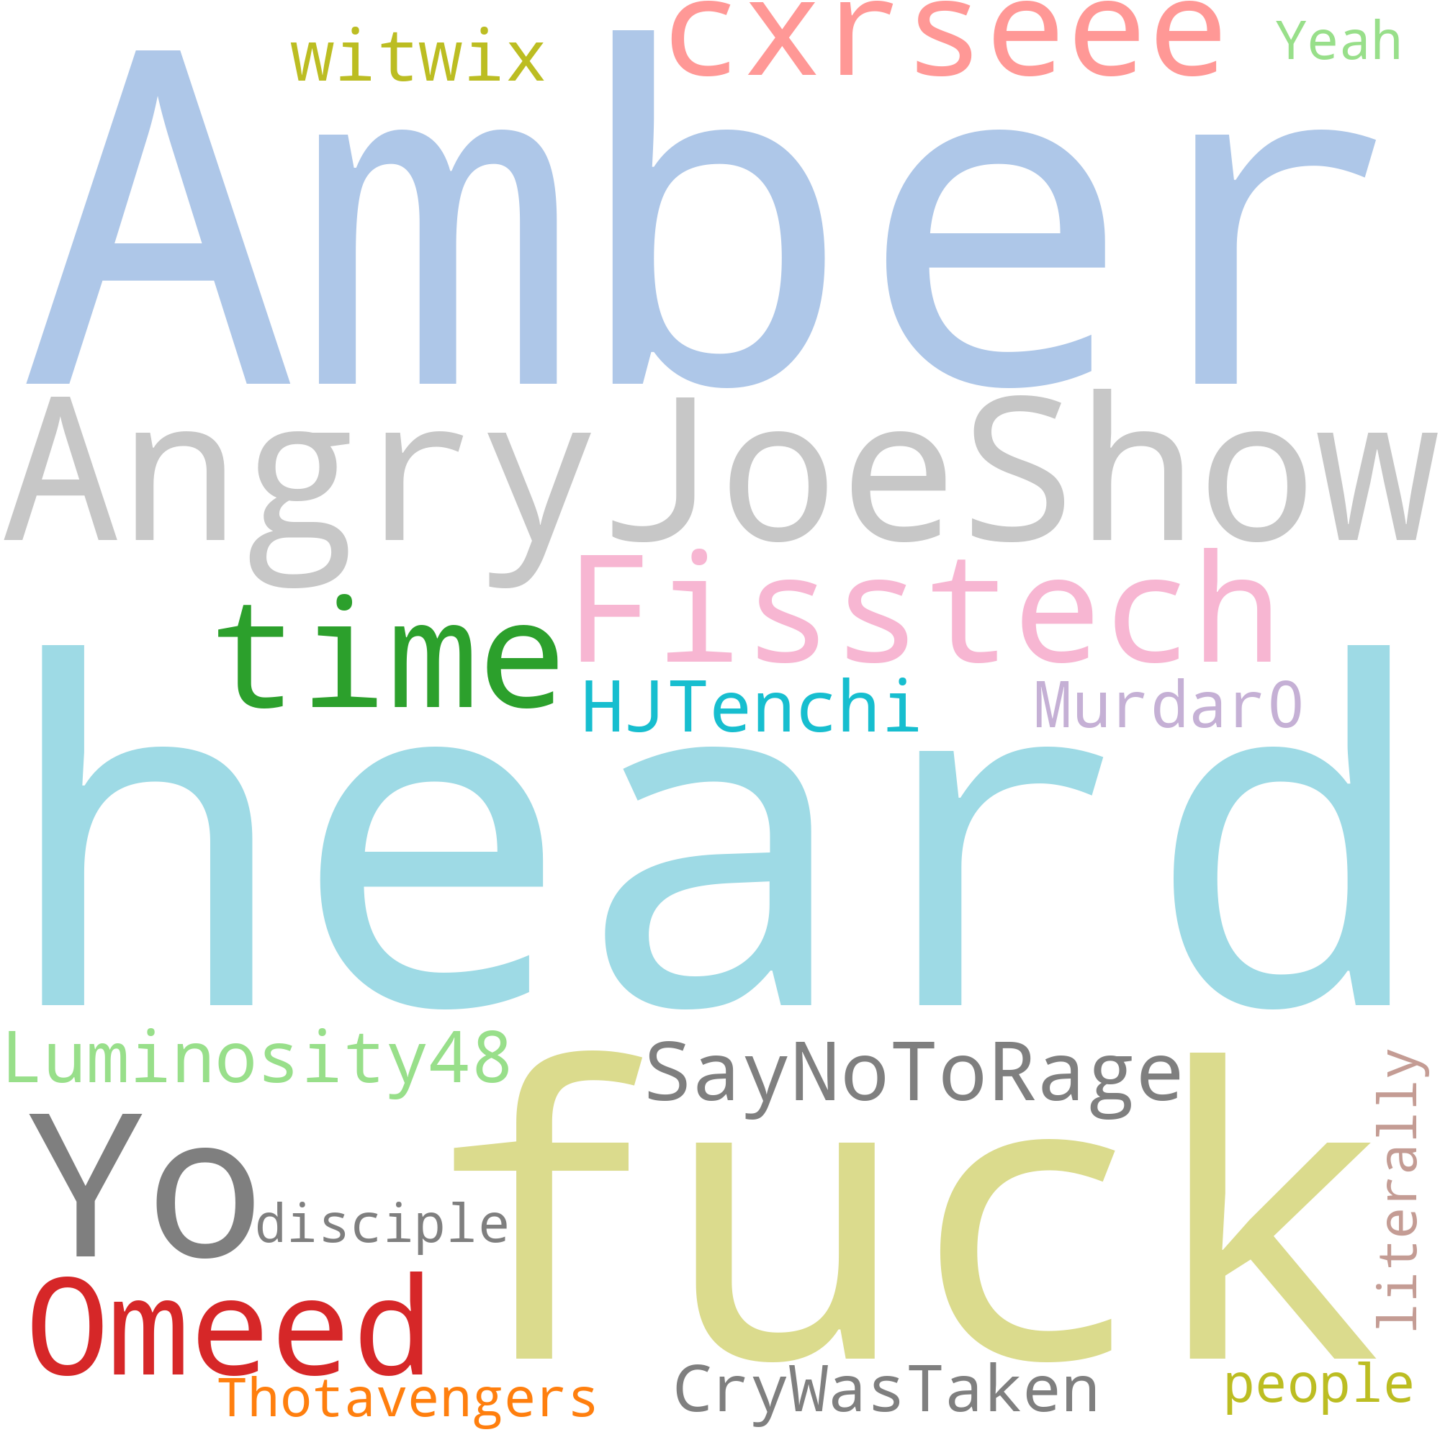 cxrseee
witwix
Yeah
Amber
AngryJoeShow
Fisstech
time
HJTenchi
MurdarO
heard
Luminosity48
SayNoToRage
fuck
literally
Yo
disciple
Omeed
Thotavengers
CryWasTaken
people